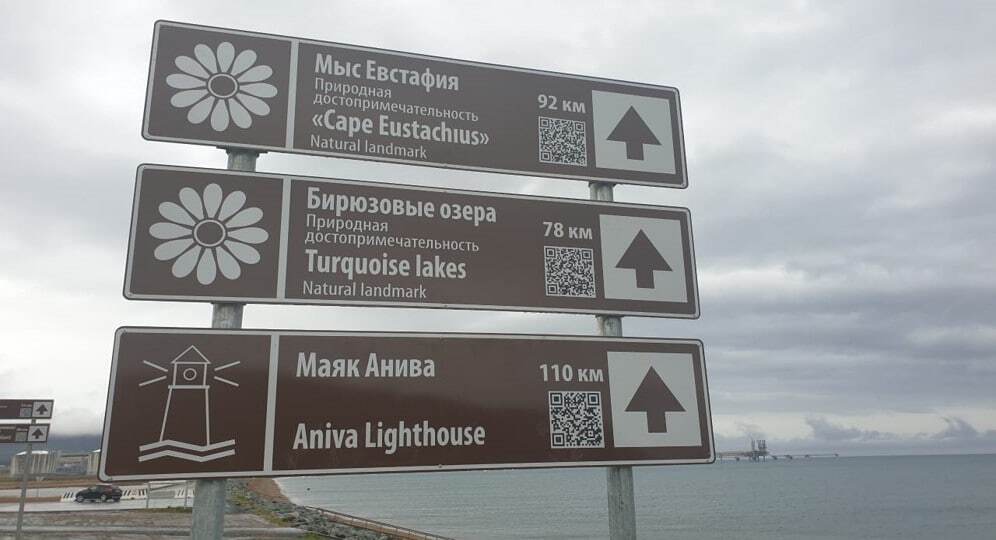 Мыс Евстафия
Природная
достопримечательность
«Cape Eustachius»
Natural landmark
92 км
Бирюзовые озера
Природная
достопримечательность
Turquoise lakes
Natural landmark
78 км
Маяк Анива
Aniva Lighthouse
110 км